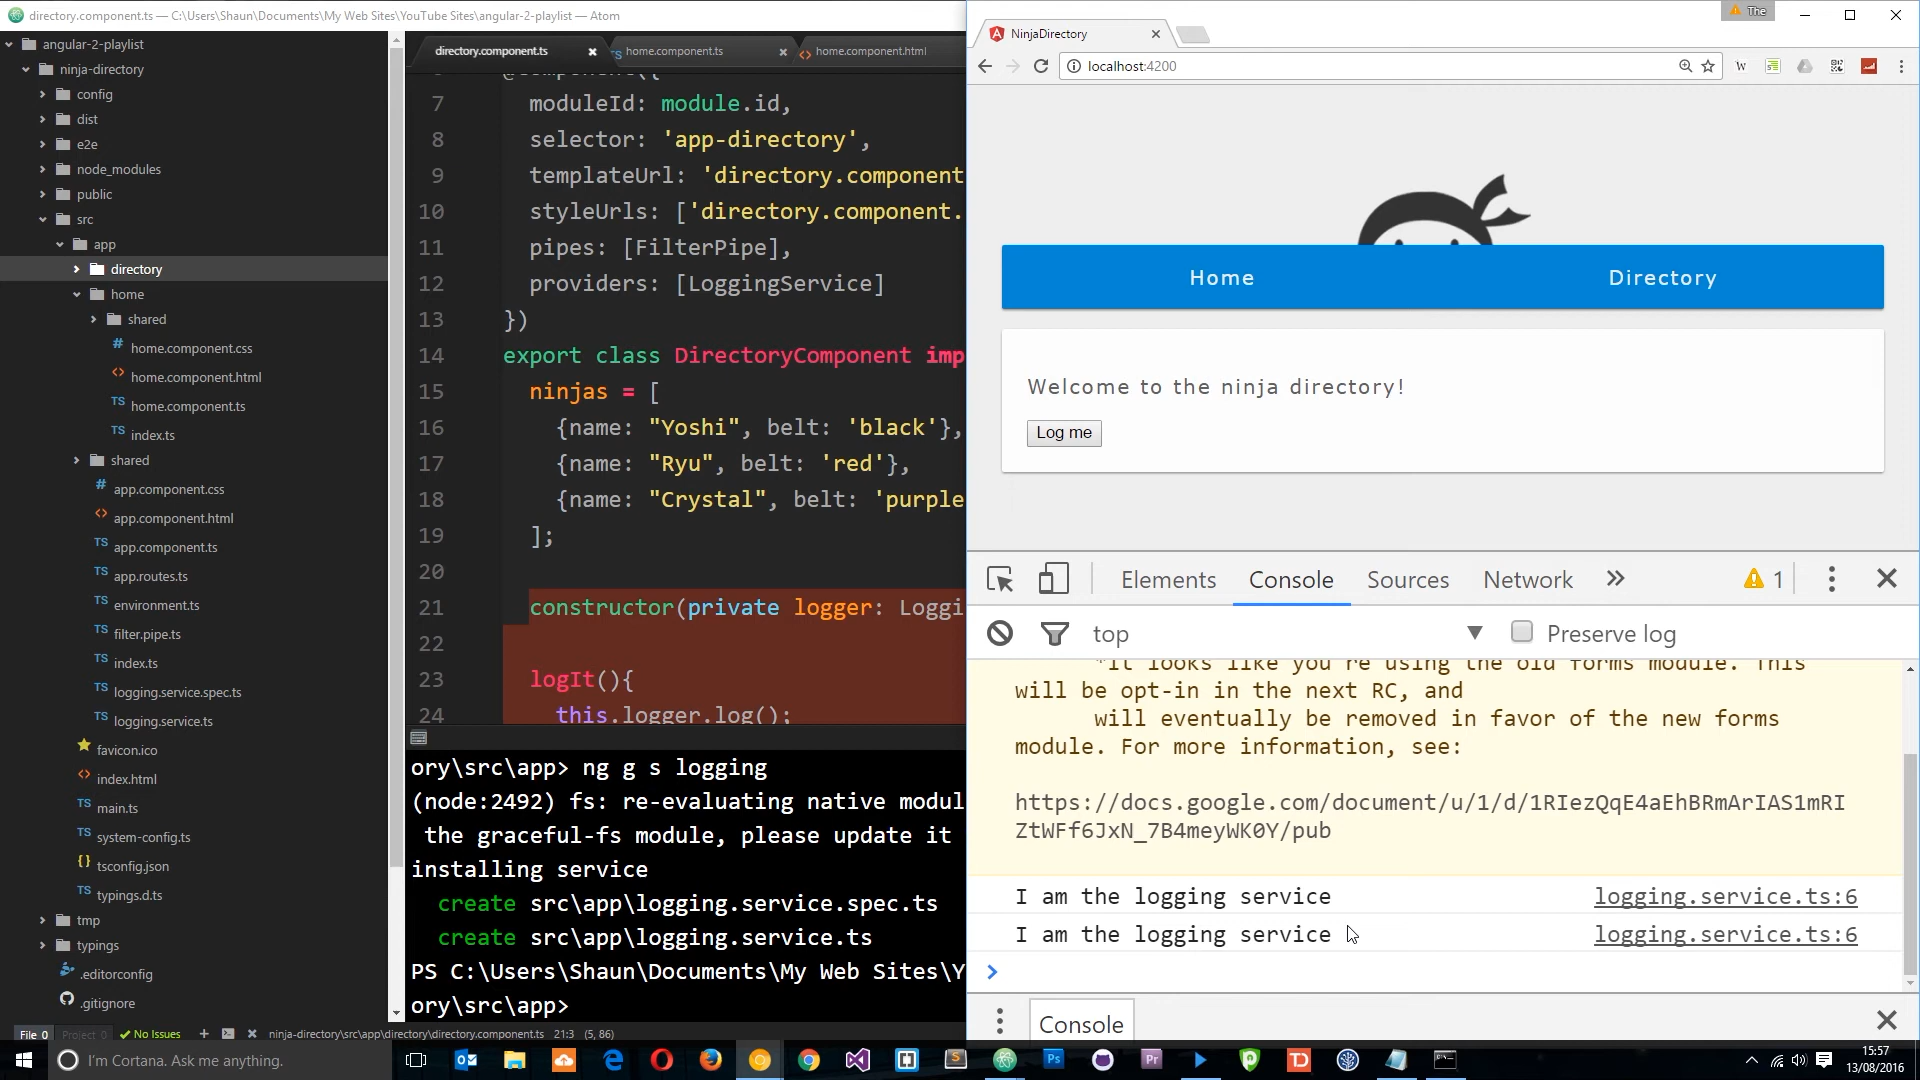 directory.component.ts — C:\Users\Shaun\Documents\My Web Sites\YouTube Sites\angular-2-playlist — Atom
angular-2-playlist
ninja-directory
config
dist
e2e
node_modules
public
src
app
directory
home
shared
home.component.css
home.component.html
home.component.ts
index.ts
shared
app.component.css
app.component.html
app.component.ts
app.routes.ts
environment.ts
filter.pipe.ts
index.ts
logging.service.spec.ts
logging.service.ts
favicon.ico
index.html
main.ts
system-config.ts
tsconfig.json
typings.d.ts
tmp
typings
.editorconfig
.gitignore
directory.component.ts
home.component.ts
home.component.html
7 moduleId: module.id,
8 selector: 'app-directory',
9 templateUrl: 'directory.component
10 styleUrls: ['directory.component.
11 pipes: [FilterPipe],
12 providers: [LoggingService]
13 })
14 export class DirectoryComponent imp
15 ninjas = [
16 {name: "Yoshi", belt: 'black'},
17 {name: "Ryu", belt: 'red'},
18 {name: "Crystal", belt: 'purple
19 ];
20
21 constructor(private logger: Loggi
22
23 logIt(){
24 this.logger.log();
ory\src\app> ng g s logging
(node:2492) fs: re-evaluating native modul
the graceful-fs module, please update it
installing service
create src\app\logging.service.spec.ts
create src\app\logging.service.ts
PS C:\Users\Shaun\Documents\My Web Sites\Y
ory\src\app>
File 0 Project 0 No Issues ninja-directory\src\app\directory\directory.component.ts 21:3 (5, 86)
The
NinjaDirectory
localhost:4200
Home Directory
Welcome to the ninja directory!
Log me
Elements Console Sources Network 1
top Preserve log
*It looks like you're using the old forms module. This
will be opt-in in the next RC, and
will eventually be removed in favor of the new forms
module. For more information, see:
https://docs.google.com/document/u/1/d/1RIezQqE4aEhBRmArIAS1mRI
ZtWFf6JxN_7B4meyWK0Y/pub
I am the logging service logging.service.ts:6
I am the logging service logging.service.ts:6
Console
I'm Cortana. Ask me anything.
15:57
13/08/2016